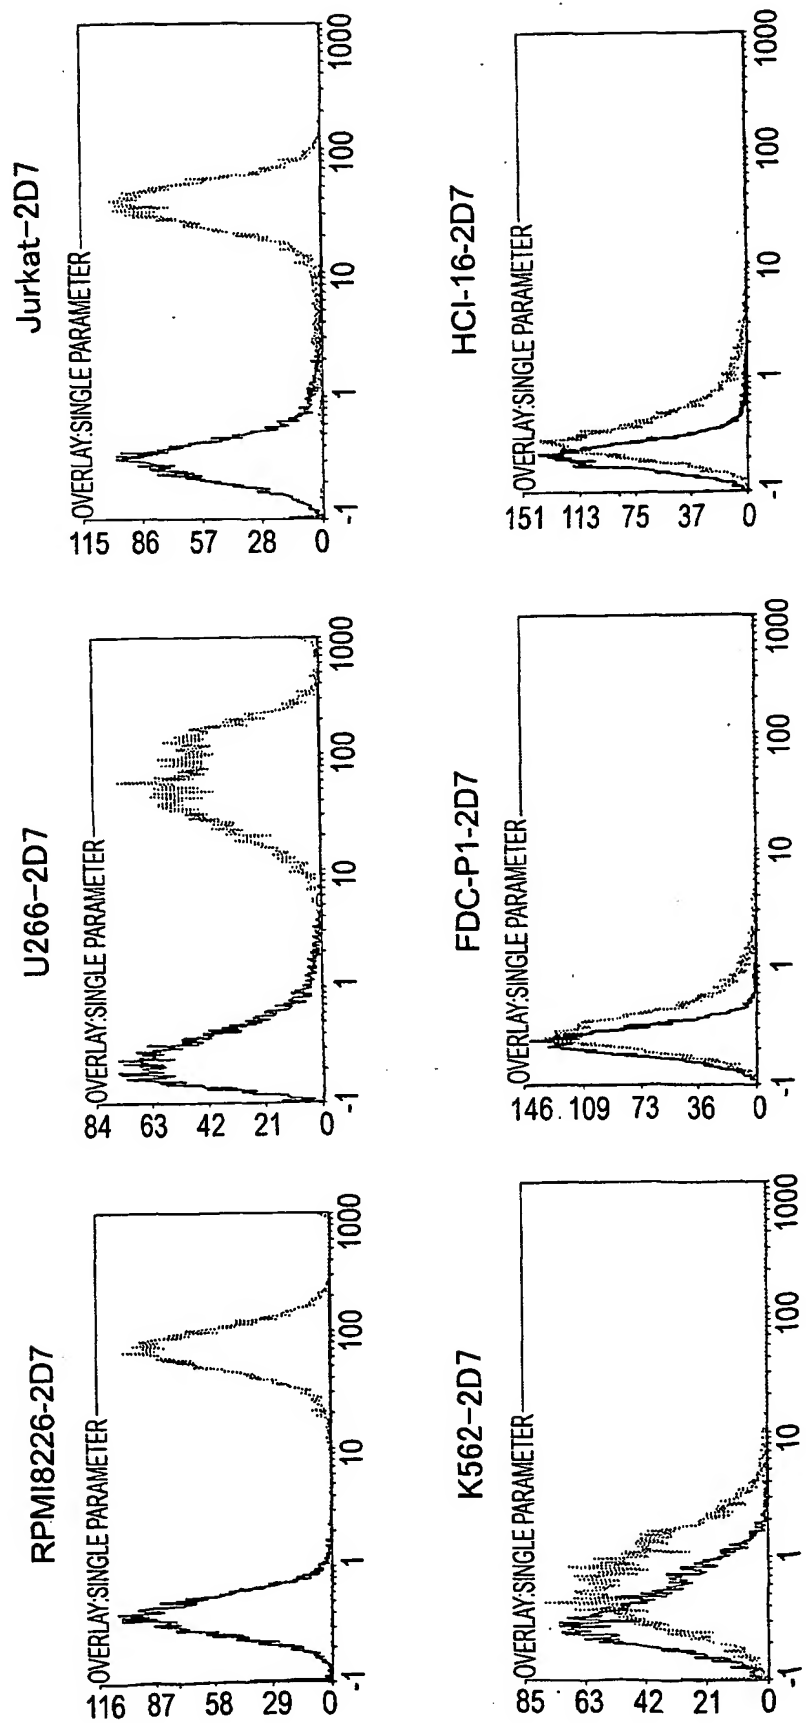 RPMI8226-2D7
OVERLAY:SINGLE PARAMETER
116 87 58 29 0
-1 1 10 100 1000
U266-2D7
OVERLAY:SINGLE PARAMETER
84 63 42 21 0
-1 1 10 100 1000
Jurkat-2D7
OVERLAY:SINGLE PARAMETER
115 86 57 28 0
-1 1 10 100 1000
K562-2D7
OVERLAY:SINGLE PARAMETER
85 63 42 21 0
-1 1 10 100 1000
FDC-P1-2D7
OVERLAY:SINGLE PARAMETER
146 109 73 36 0
-1 1 10 100 1000
HCI-16-2D7
OVERLAY:SINGLE PARAMETER
151 113 75 37 0
-1 1 10 100 1000